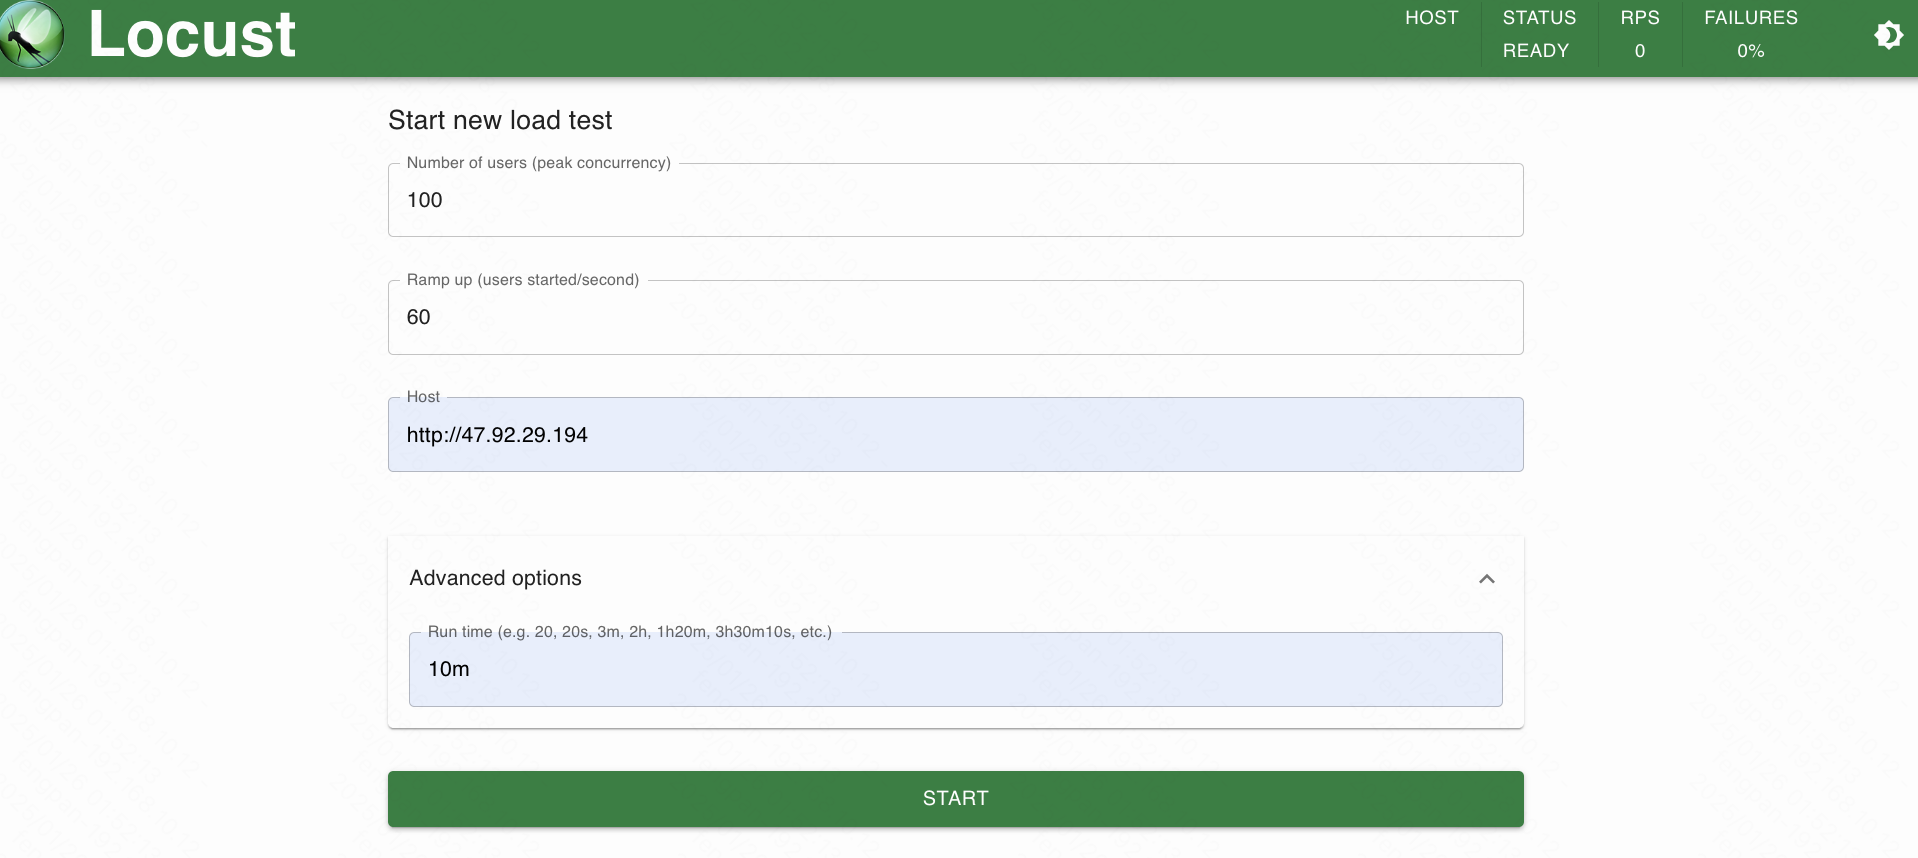 Locust
HOST
STATUS
READY
RPS
0
FAILURES
0%
Start new load test
Number of users (peak concurrency)
100
Ramp up (users started/second)
60
Host
http://47.92.29.194
Advanced options
Run time (e.g. 20, 20s, 3m, 2h, 1h20m, 3h30m10s, etc.)
10m
START